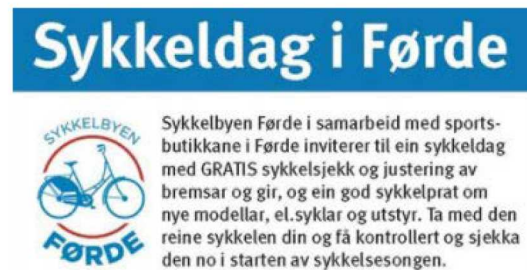 Sykkeldag i Førde
SYKKELBYEN
FØRDE
Sykkelbyen Førde i samarbeid med sports-
butikkane i Førde inviterer til ein sykkeldag
med GRATIS sykkelsjekk og justering av
bremsar og gir, og ein god sykkelprat om
nye modellar, el.syklar og utstyr. Ta med den
reine sykkelen din og få kontrollert og sjekka
den no i starten av sykkelsesongen.